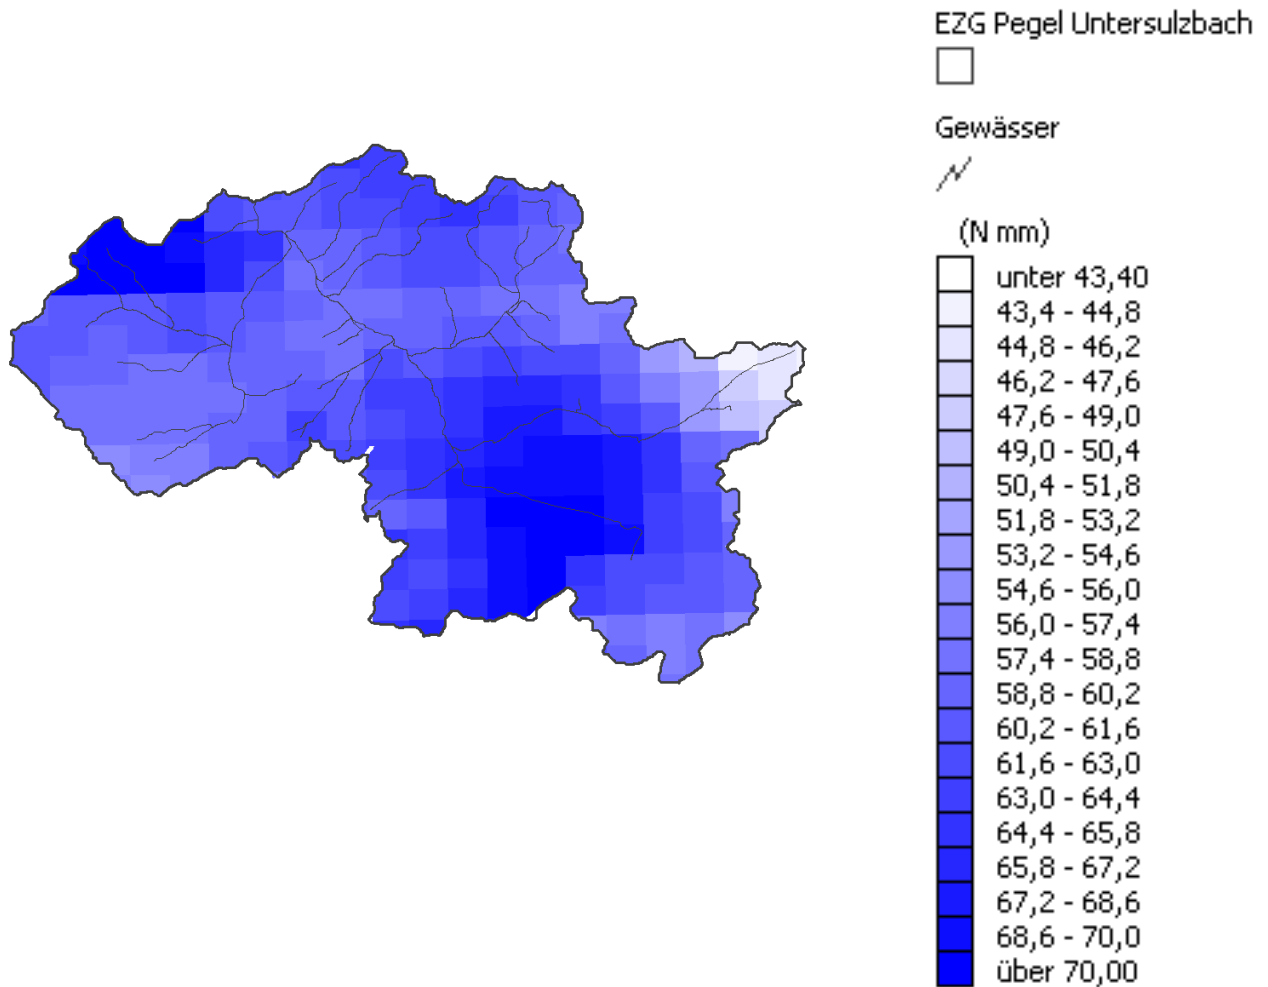 EZG Pegel Untersulzbach
Gewässer
(N mm)
unter 43,40
43,4 - 44,8
44,8 - 46,2
46,2 - 47,6
47,6 - 49,0
49,0 - 50,4
50,4 - 51,8
51,8 - 53,2
53,2 - 54,6
54,6 - 56,0
56,0 - 57,4
57,4 - 58,8
58,8 - 60,2
60,2 - 61,6
61,6 - 63,0
63,0 - 64,4
64,4 - 65,8
65,8 - 67,2
67,2 - 68,6
68,6 - 70,0
über 70,00